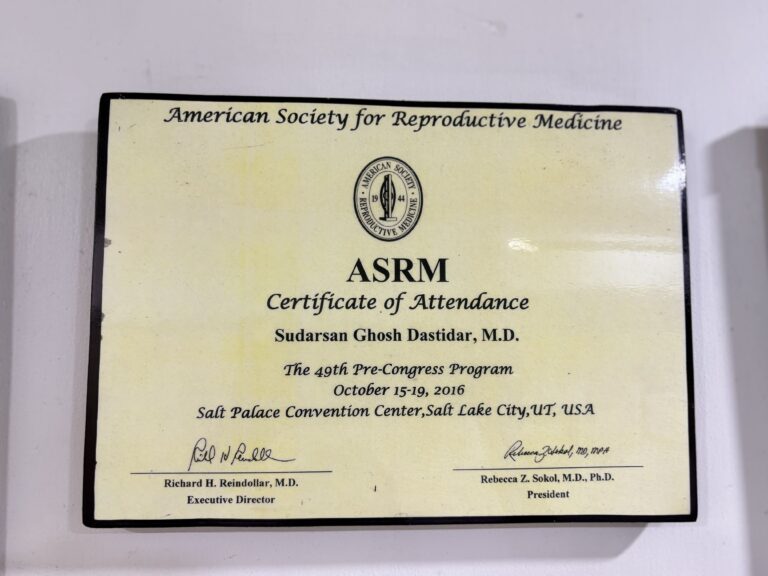 American Society for Reproductive Medicine
AMERICAN SOCIETY
19 44
REPRODUCTIVE MEDICINE
ASRM
Certificate of Attendance
Sudarsan Ghosh Dastidar, M.D.
The 49th Pre-Congress Program
October 15-19, 2016
Salt Palace Convention Center,Salt Lake City,UT, USA
Richard H. Reindollar, M.D.
Executive Director
Rebecca Z. Sokol, M.D., Ph.D.
President